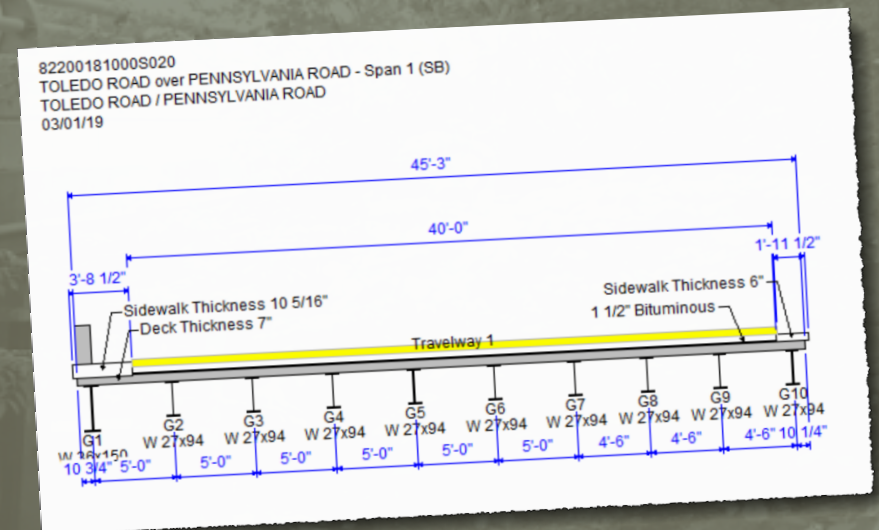 82200181000S020
TOLEDO ROAD over PENNSYLVANIA ROAD - Span 1 (SB)
TOLEDO ROAD / PENNSYLVANIA ROAD
03/01/19
45'-3"
40'-0"
1'-11 1/2"
3'-8 1/2"
Sidewalk Thickness 6"
Sidewalk Thickness 10 5/16"
1 1/2" Bituminous
Deck Thickness 7"
Travelway 1
G1 G2 G3 G4 G5 G6 G7 G8 G9 G10
W 36x150 W 27x94 W 27x94 W 27x94 W 27x94 W 27x94 W 27x94 W 27x94 W 27x94 W 27x94
10 3/4" 5'-0" 5'-0" 5'-0" 5'-0" 5'-0" 5'-0" 4'-6" 4'-6" 4'-6" 10 1/4"